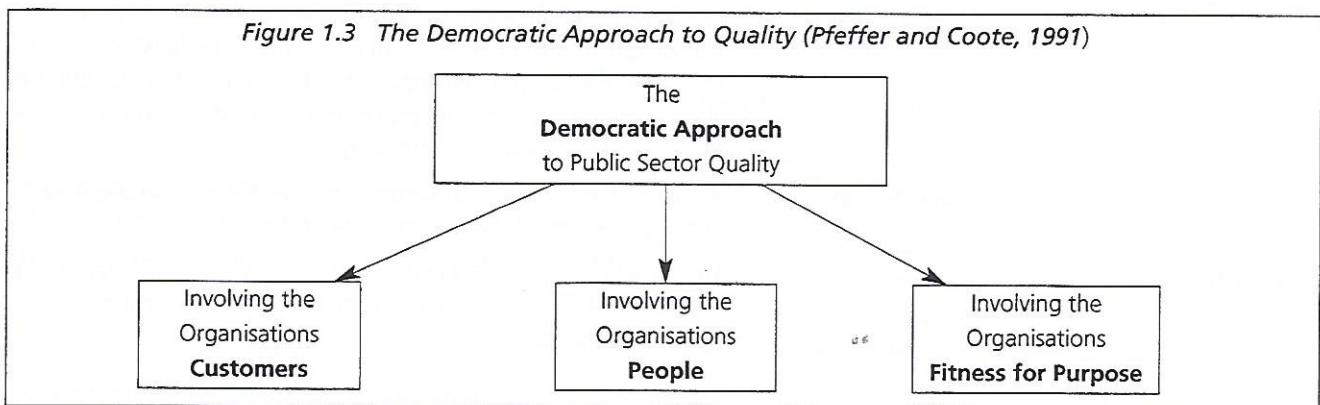 Figure 1.3 The Democratic Approach to Quality (Pfeffer and Coote, 1991)
The
Democratic Approach
to Public Sector Quality
Involving the
Organisations
Customers
Involving the
Organisations
People
Involving the
Organisations
Fitness for Purpose